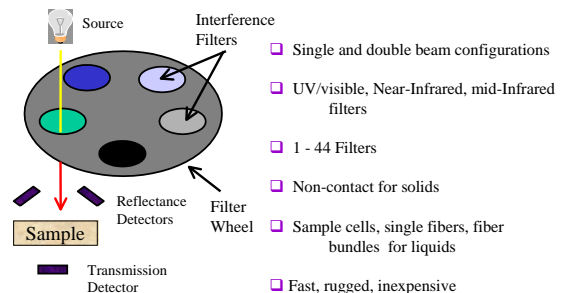 Source
Interference
Filters
Reflectance
Detectors
Filter
Wheel
Sample
Transmission
Detector
Single and double beam configurations
UV/visible, Near-Infrared, mid-Infrared
filters
1 - 44 Filters
Non-contact for solids
Sample cells, single fibers, fiber
bundles for liquids
Fast, rugged, inexpensive